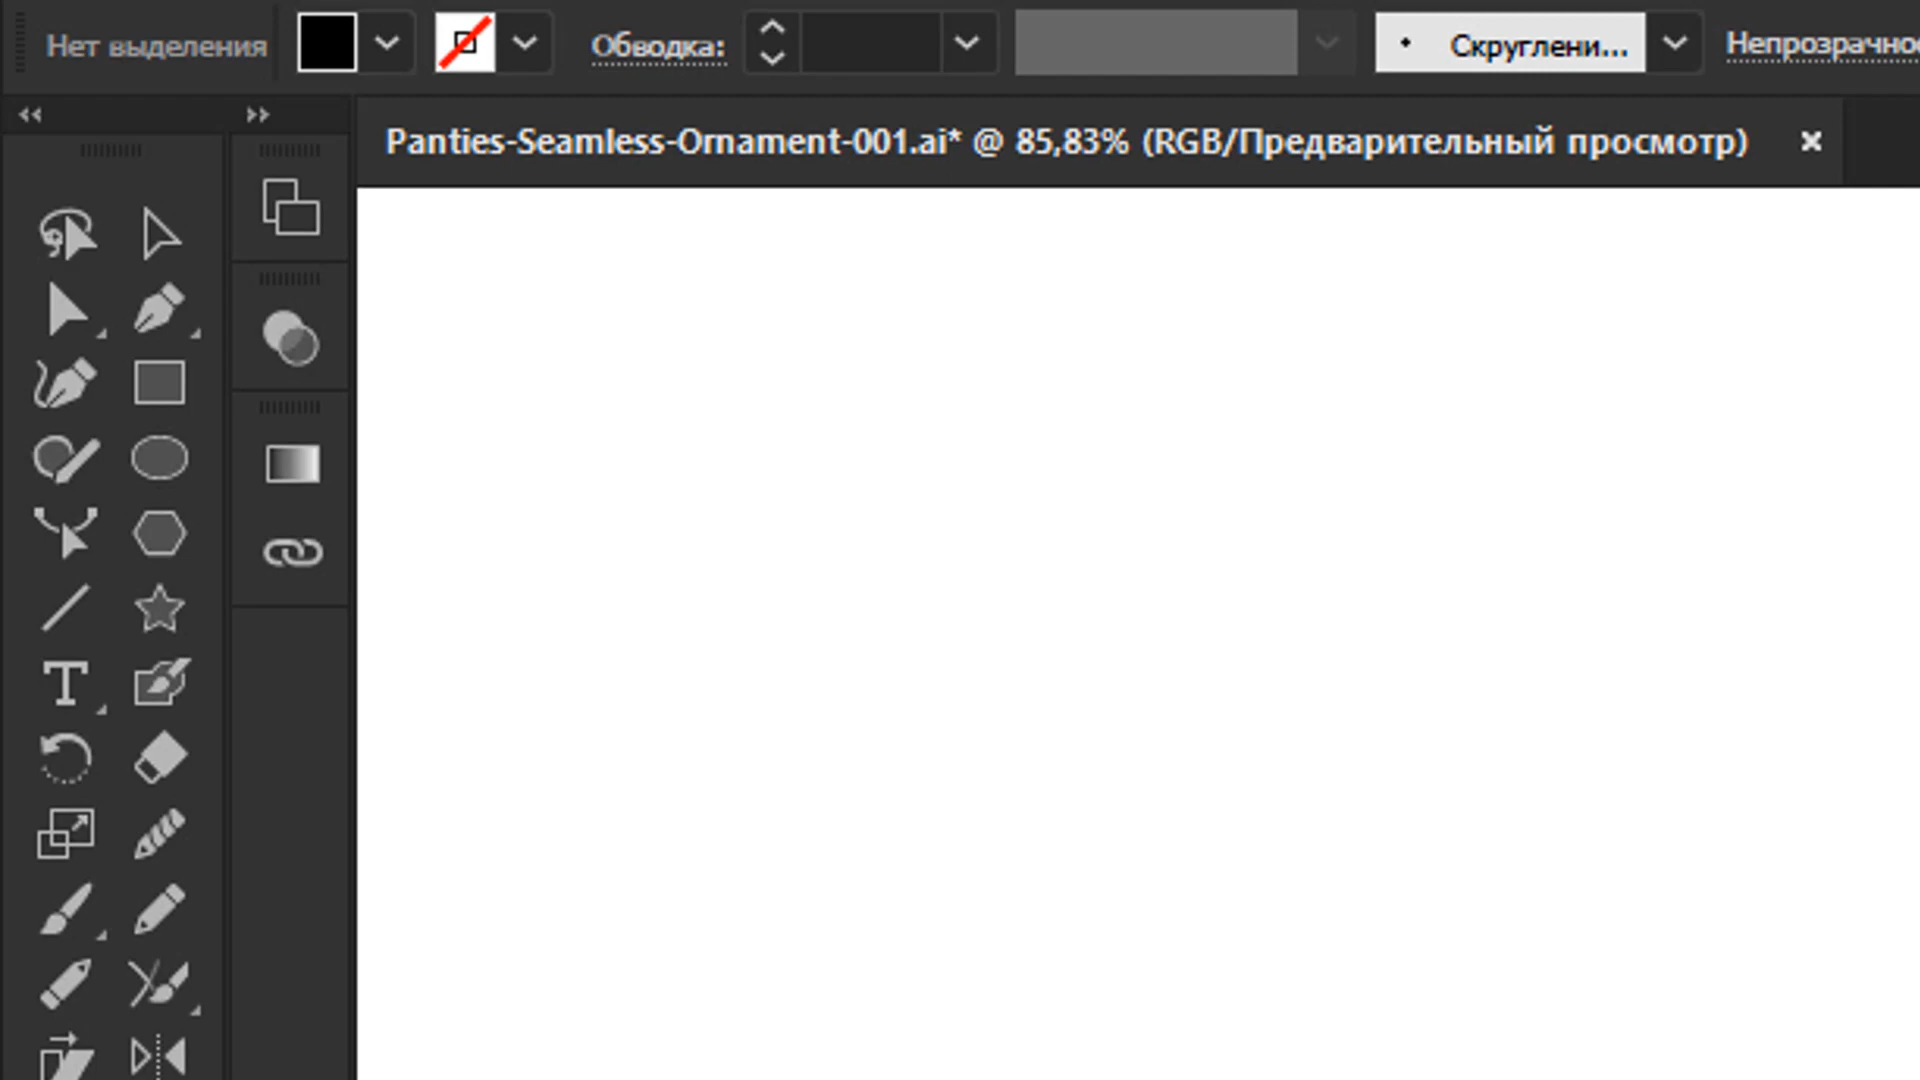 Нет выделения
Обводка:
Скруглени...
Непрозрачно
Panties-Seamless-Ornament-001.ai* @ 85,83% (RGB/Предварительный просмотр)